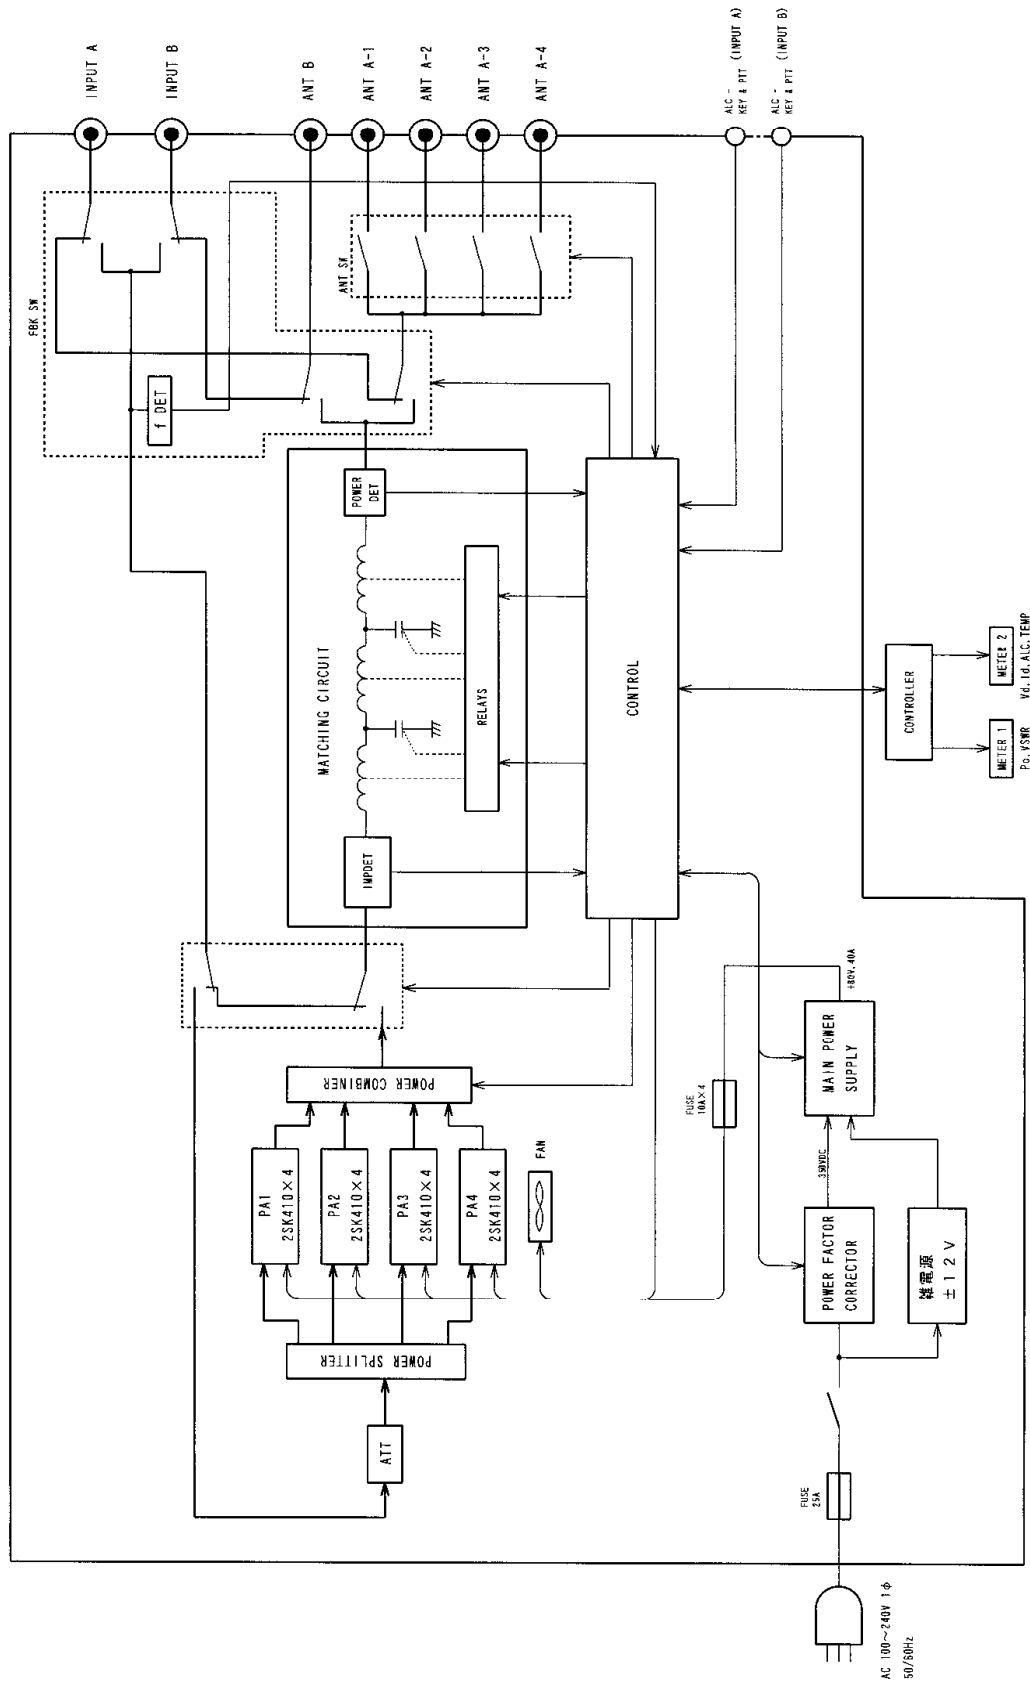 INPUT A
INPUT B
ANT B
ANT A-1
ANT A-2
ANT A-3
ANT A-4
ALC -
KEY & PTT (INPUT A)
ALC -
KEY & PTT (INPUT B)
FBK SW
ANT SW
f DET
MATCHING CIRCUIT
POWER
DET
RELAYS
IMPDET
CONTROL
CONTROLLER
METER 1
Po. VSWR
METER 2
Vd. Id. ALC. TEMP
POWER COMBINER
PA1
2SK410×4
PA2
2SK410×4
PA3
2SK410×4
PA4
2SK410×4
FAN
POWER SPLITTER
ATT
FUSE
10A×4
+80V. 40A
MAIN POWER
SUPPLY
350VDC
POWER FACTOR
CORRECTOR
雑電源
±12V
FUSE
25A
AC 100~240V 1φ
50/60Hz